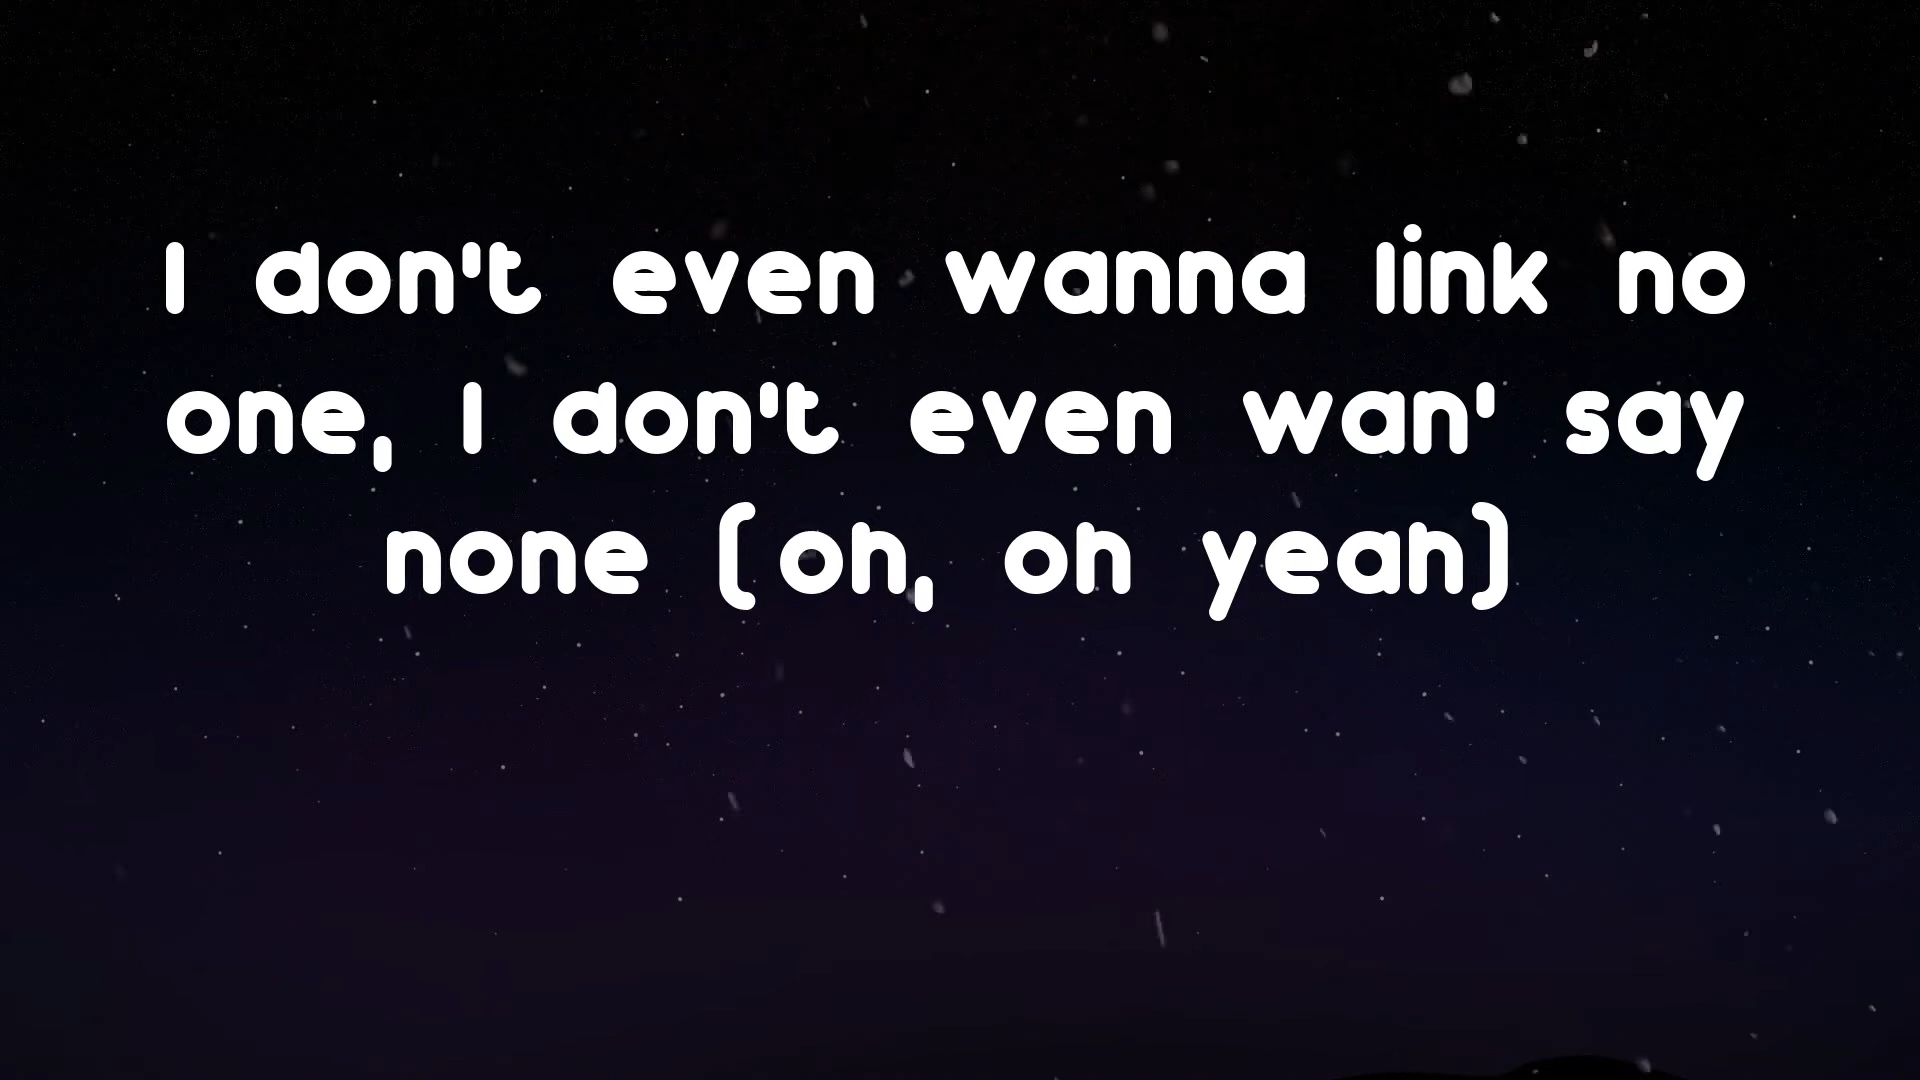 I don't even wanna link no
one, I don't even wan' say
none (oh, oh yeah)